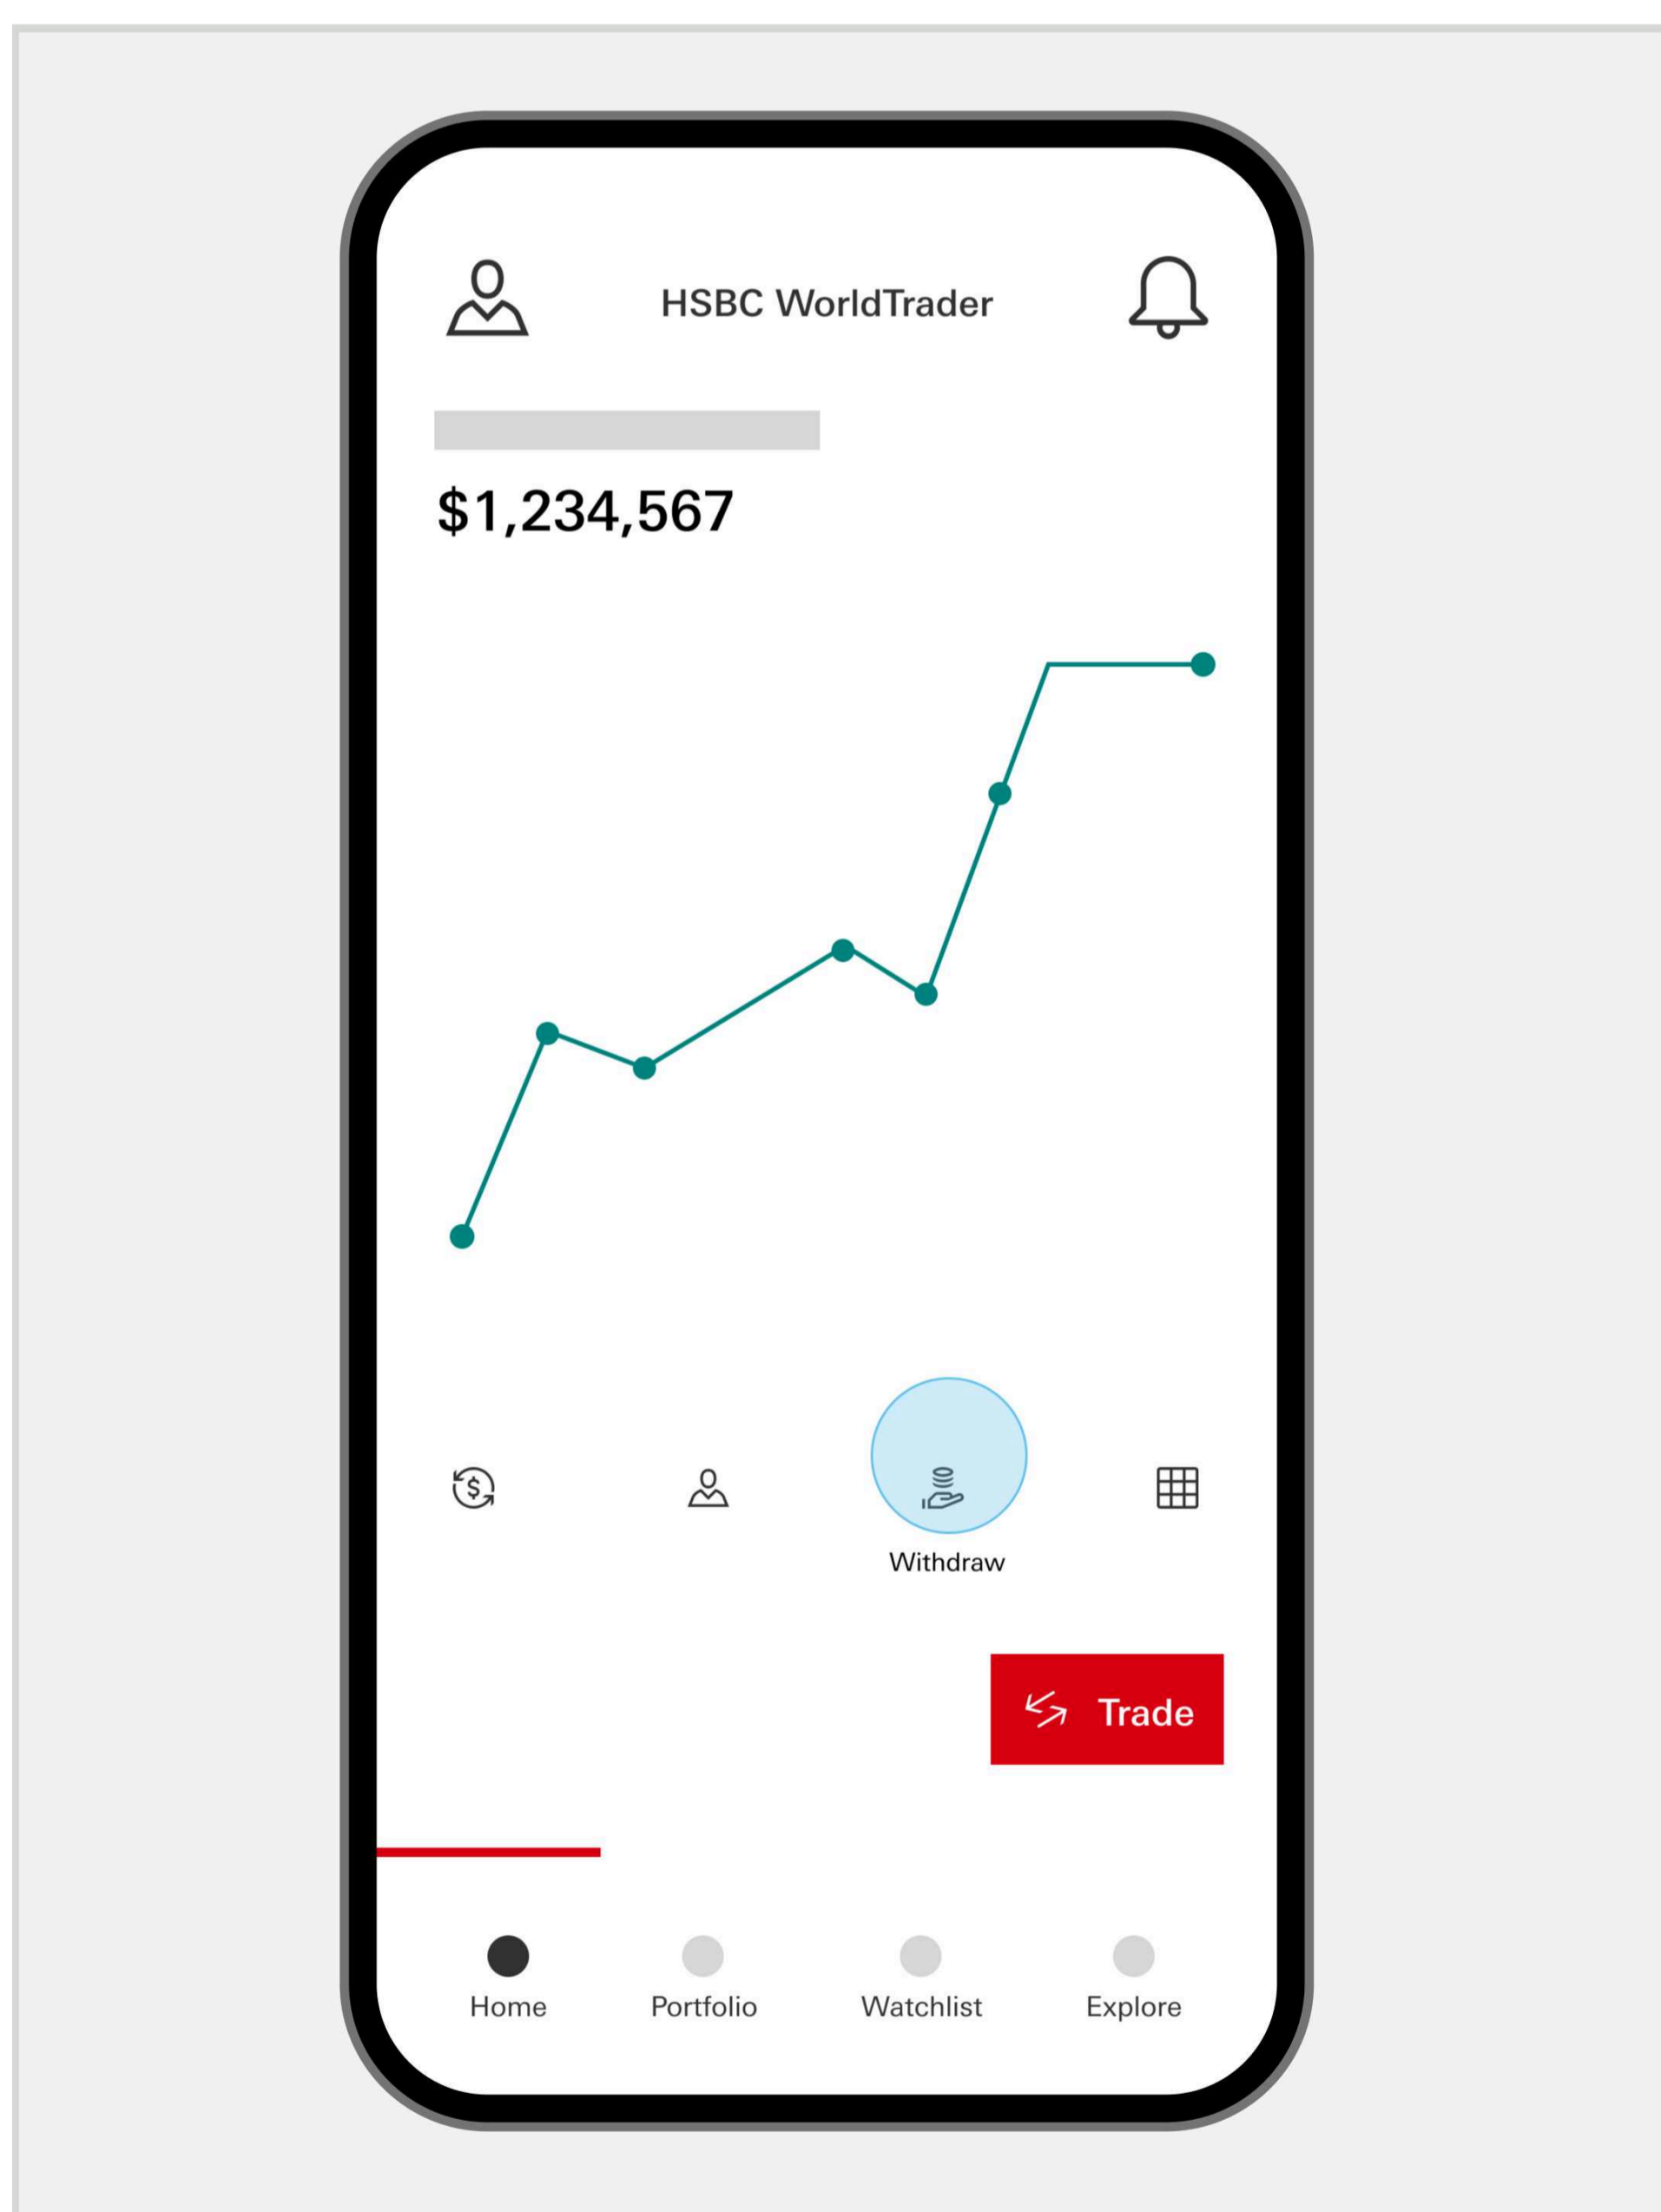 HSBC WorldTrader
$1,234,567
Withdraw
Trade
Home
Portfolio
Watchlist
Explore